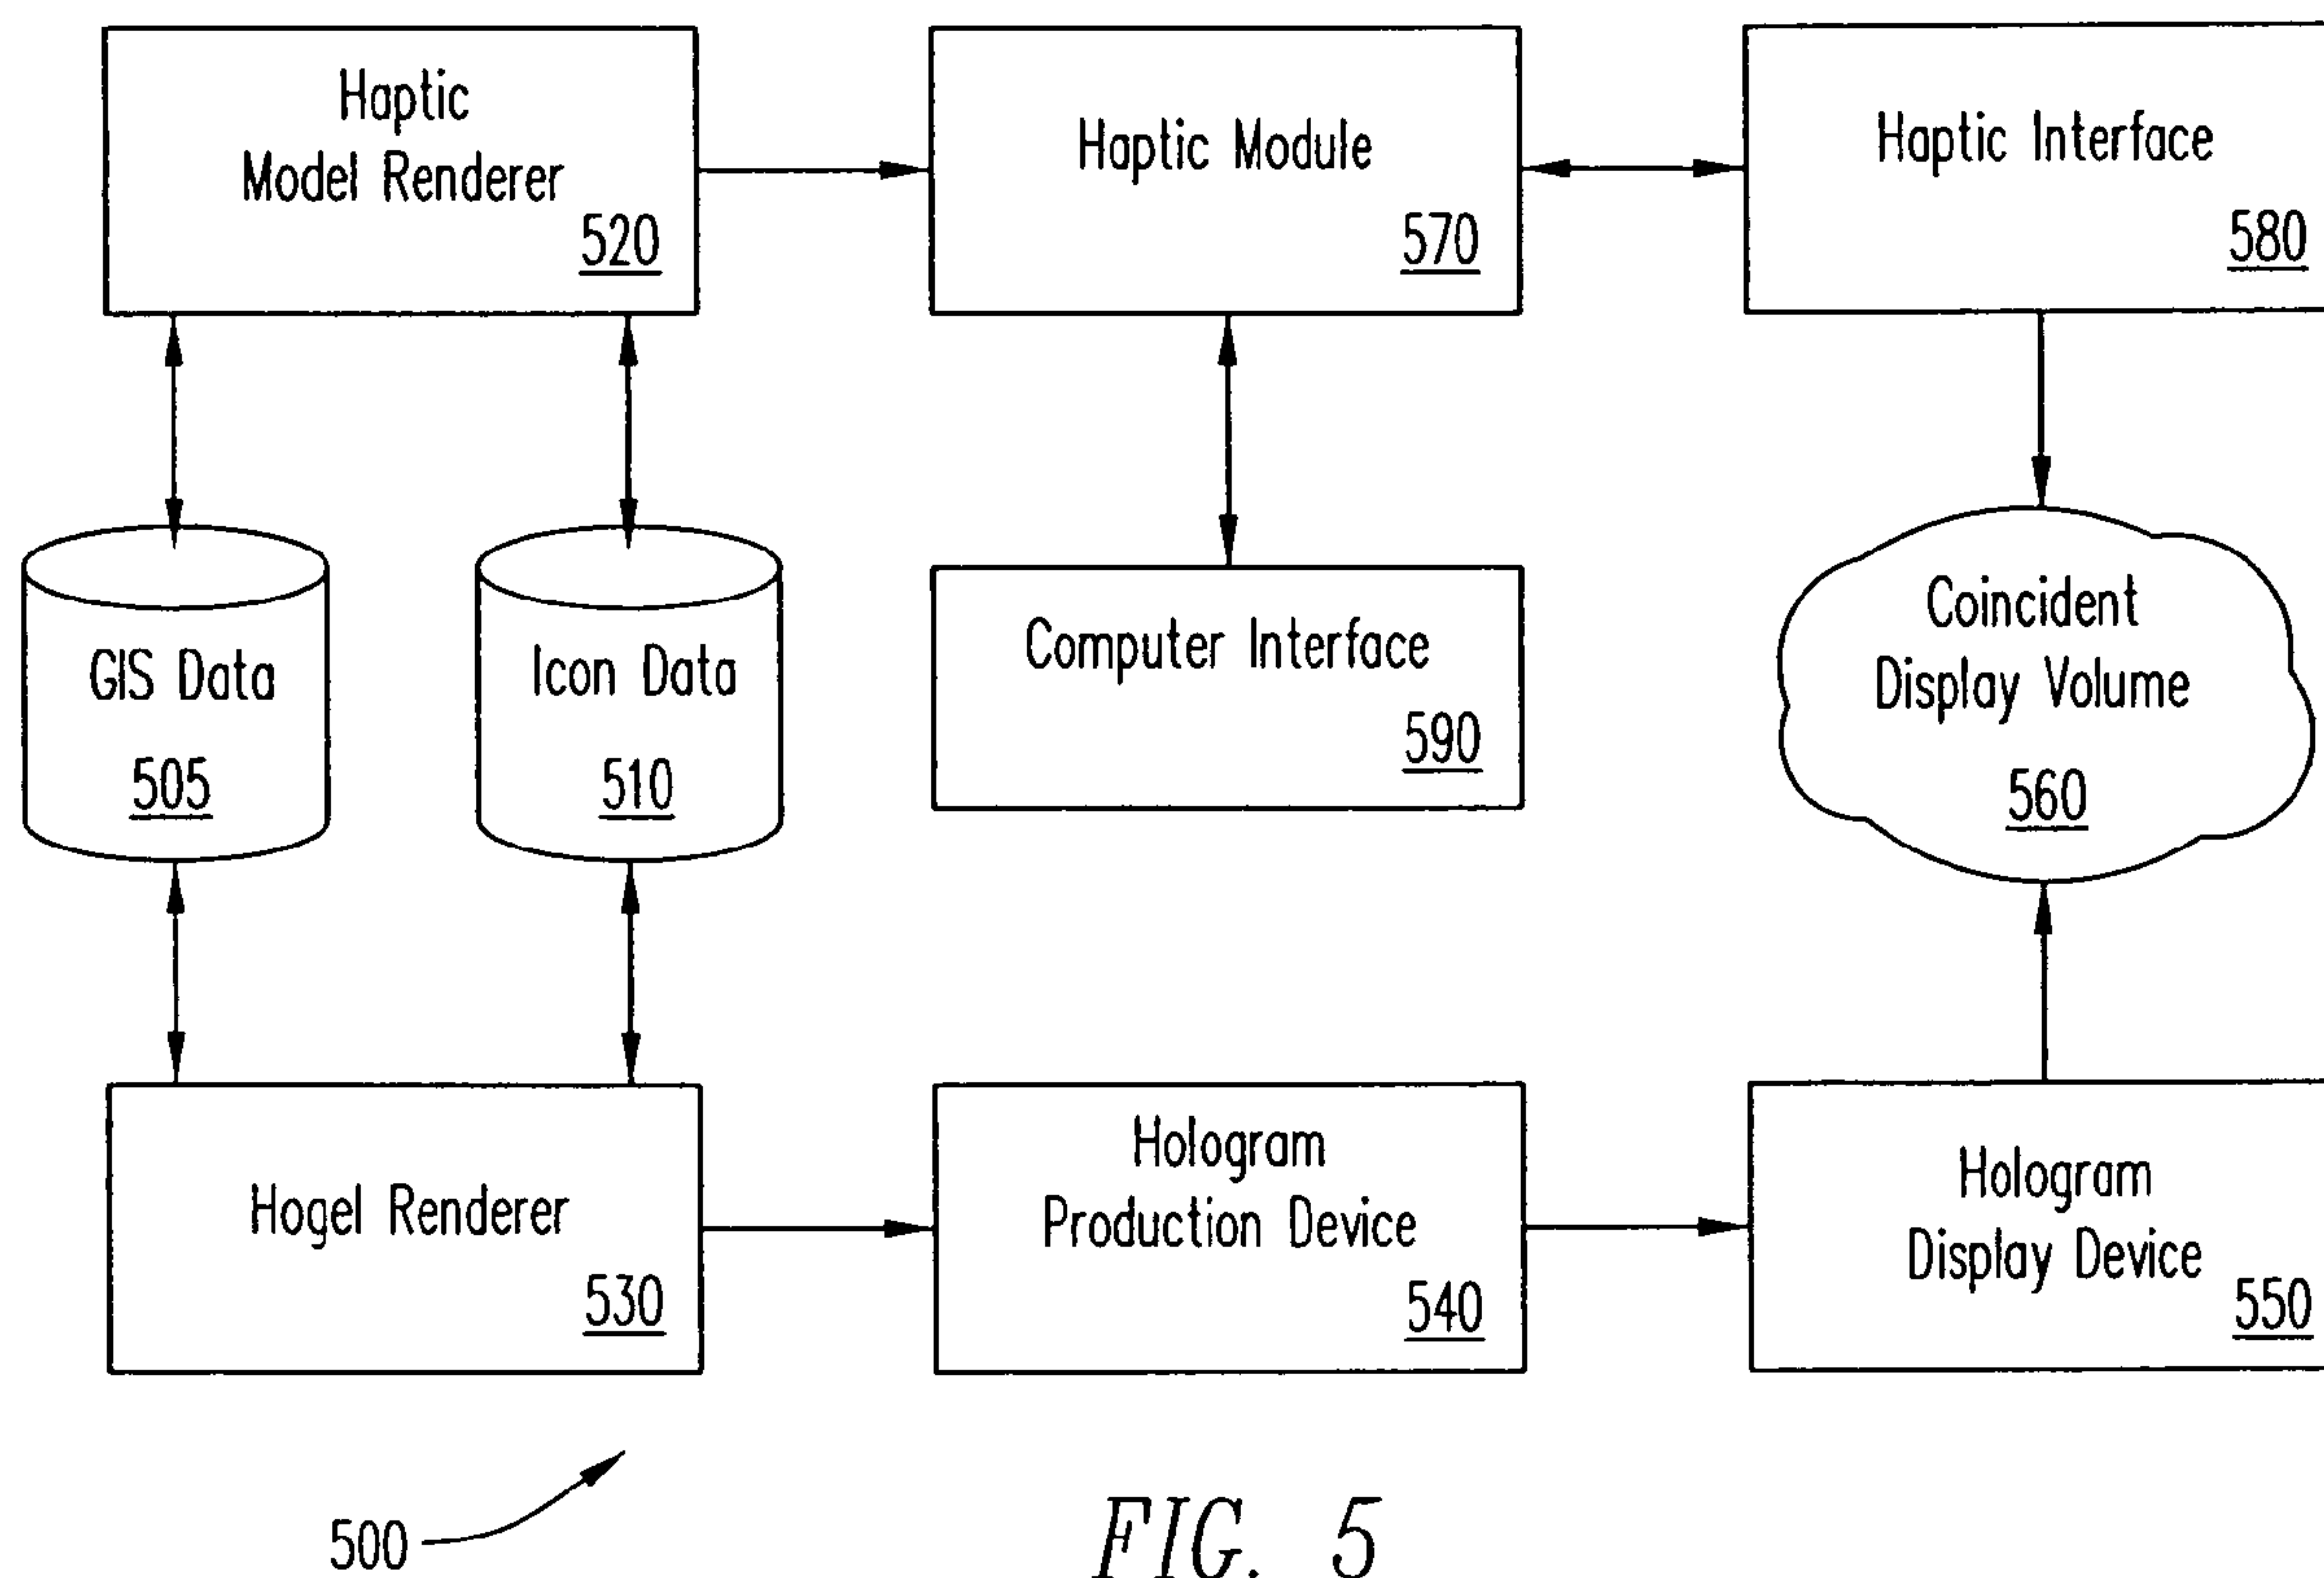 Haptic
Model Renderer
520
Haptic Module
570
Haptic Interface
580
GIS Data
505
Icon Data
510
Computer Interface
590
Coincident
Display Volume
560
Hogel Renderer
530
Hologram
Production Device
540
Hologram
Display Device
550
500
FIG. 5